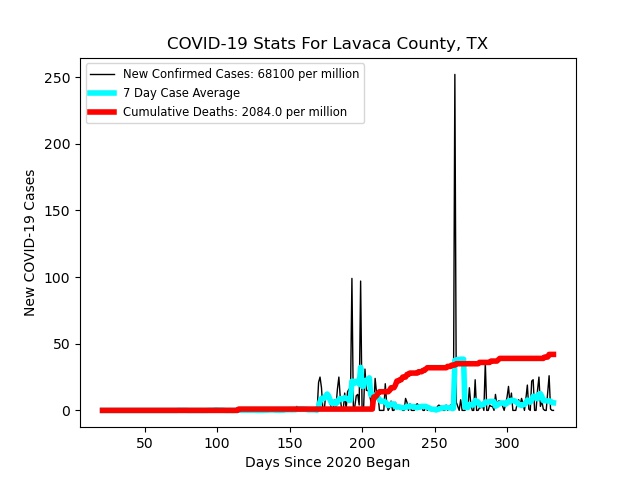 COVID-19 Stats For Lavaca County, TX
New Confirmed Cases: 68100 per million
7 Day Case Average
Cumulative Deaths: 2084.0 per million
New COVID-19 Cases
250
200
150
100
50
0
50
100
150
200
250
300
Days Since 2020 Began